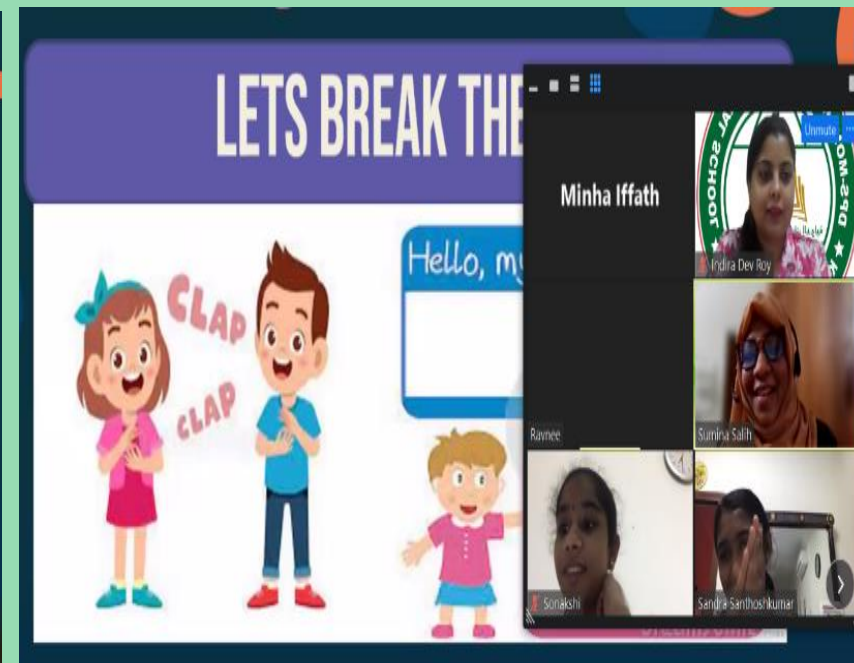 LETS BREAK THE
CLAP
CLAP
Hello, my
Minha Iffath
Unmute
Indira Dev Roy
Ravnee
Sumina Salih
Sonakshi
Sandra Santhoshkumar